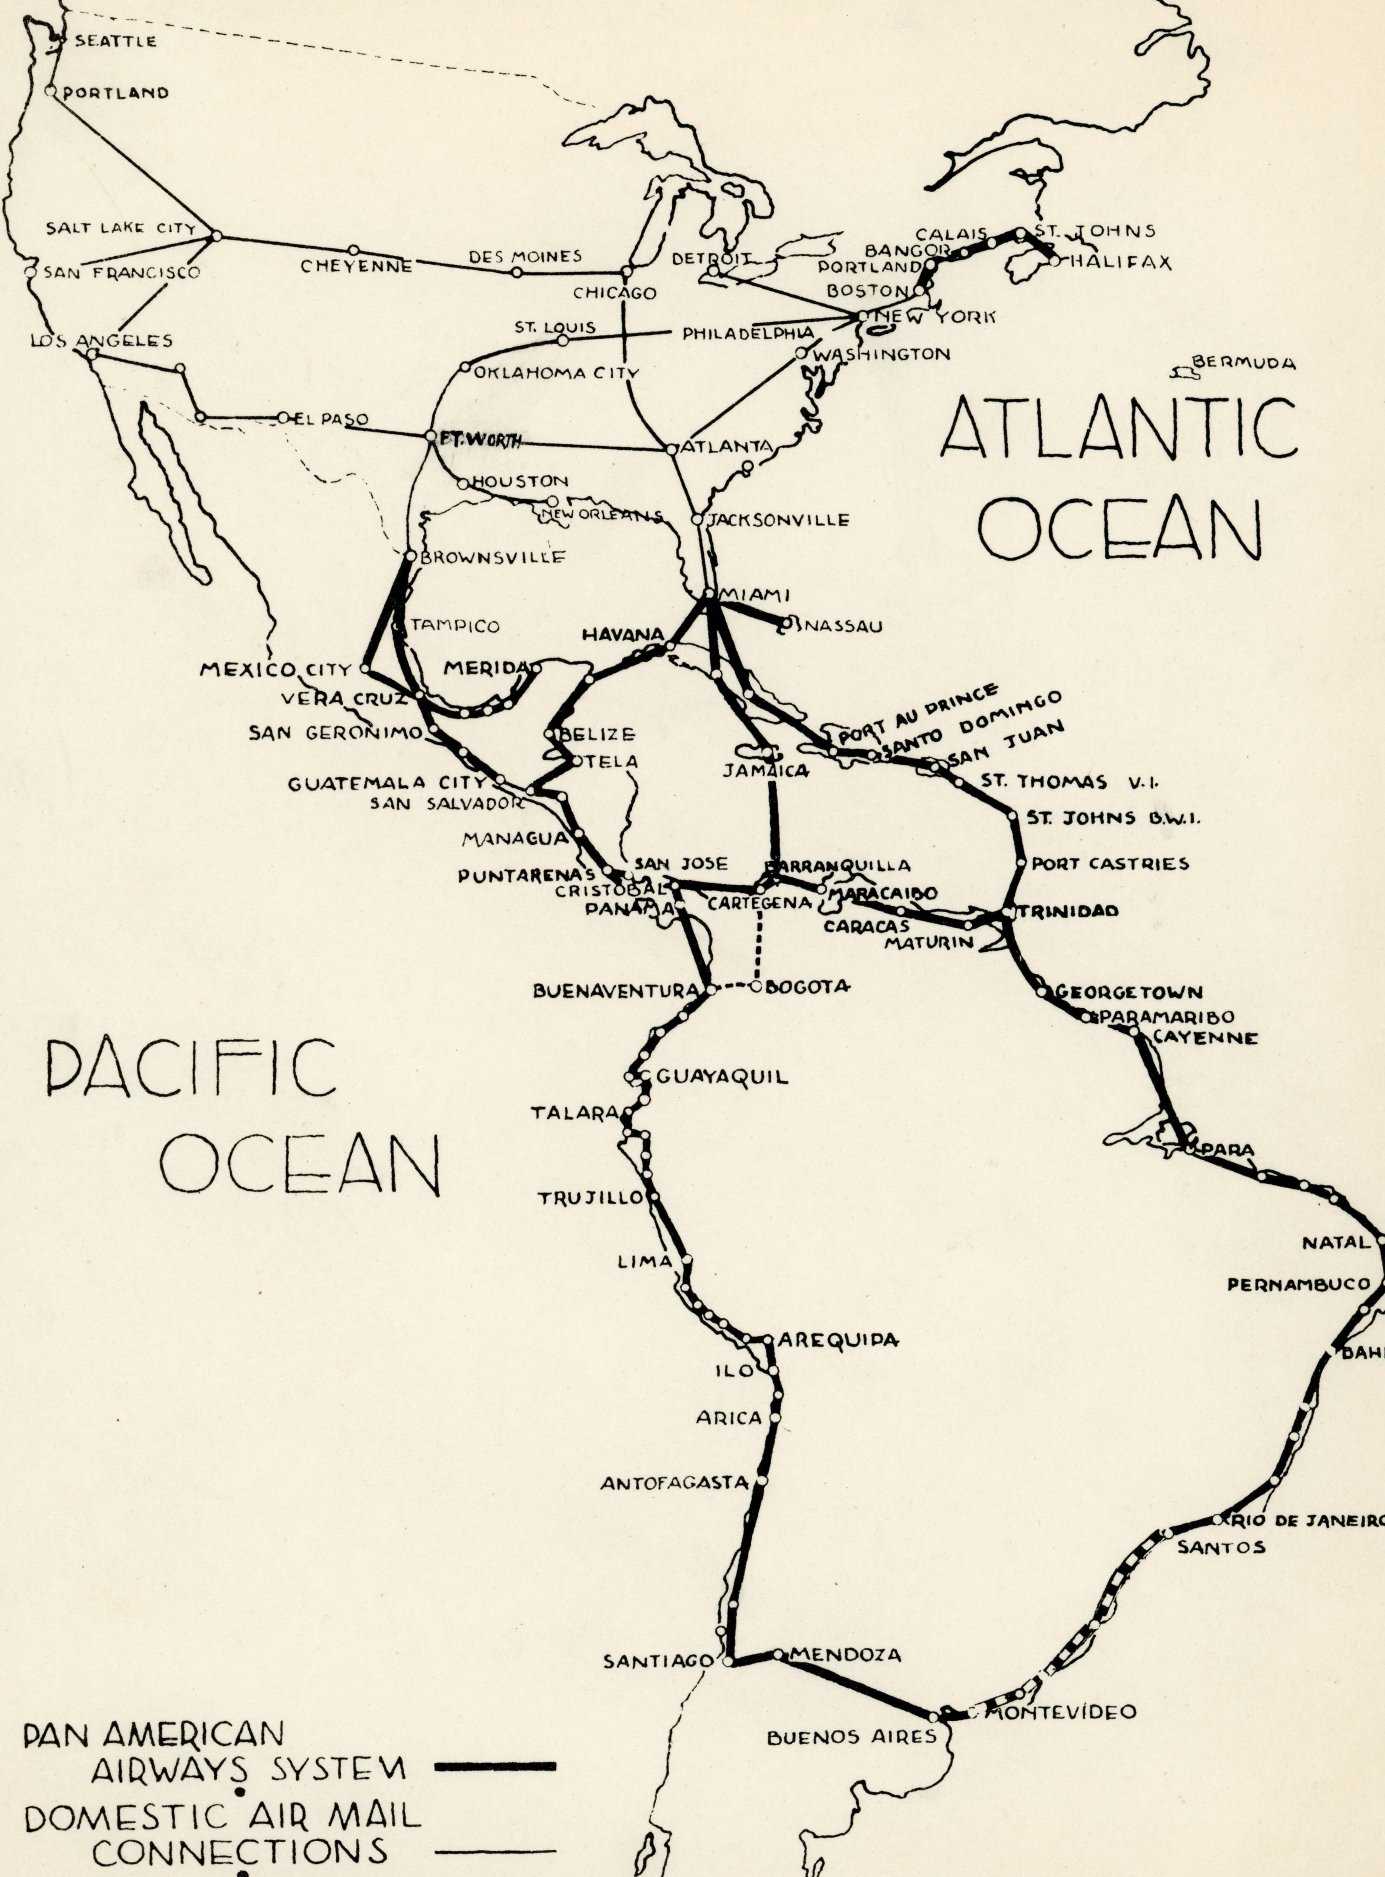 SEATTLE
PORTLAND
SALT LAKE CITY
SAN FRANCISCO
LOS ANGELES
CHEYENNE
DES MOINES
CHICAGO
DETROIT
CALAIS
ST. JOHNS
BANGOR
PORTLAND
HALIFAX
BOSTON
NEW YORK
ST. LOUIS
PHILADELPHIA
WASHINGTON
OKLAHOMA CITY
BERMUDA
ATLANTIC
OCEAN
EL PASO
FT. WORTH
ATLANTA
HOUSTON
NEW ORLEANS
JACKSONVILLE
BROWNSVILLE
MIAMI
TAMPICO
HAVANA
NASSAU
MEXICO CITY
MERIDA
VERA CRUZ
SAN GERONIMO
BELIZE
TELA
PORT AU PRINCE
SANTO DOMINGO
SAN JUAN
JAMAICA
GUATEMALA CITY
SAN SALVADOR
ST. THOMAS V.I.
ST. JOHNS B.W.I.
MANAGUA
PUNTARENAS
SAN JOSE
BARRANQUILLA
PORT CASTRIES
CRISTOBAL
PANAMA
CARTEGENA
MARACAIBO
CARACAS
MATURIN
TRINIDAD
BUENAVENTURA
BOGOTA
GEORGETOWN
PARAMARIBO
CAYENNE
PACIFIC
OCEAN
GUAYAQUIL
TALARA
PARA
TRUJILLO
NATAL
LIMA
PERNAMBUCO
AREQUIPA
BAHI
ILO
ARICA
ANTOFAGASTA
RIO DE JANEIRO
SANTOS
SANTIAGO
MENDOZA
MONTEVIDEO
BUENOS AIRES
PAN AMERICAN
AIRWAYS SYSTEM
DOMESTIC AIR MAIL
CONNECTIONS